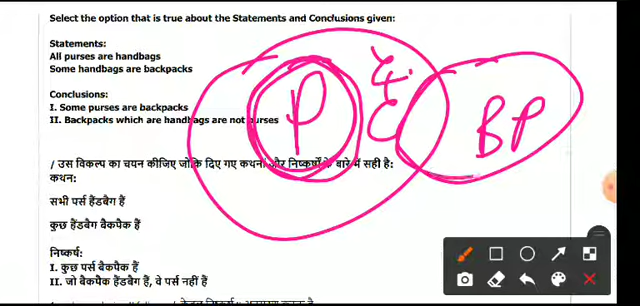 Select the option that is true about the Statements and Conclusions given:
Statements:
All purses are handbags
Some handbags are backpacks
Conclusions:
I. Some purses are backpacks
II. Backpacks which are handbags are not purses
P
BP
/ उस विकल्प का चयन कीजिए जोकि दिए गए कथनों और निष्कर्षों के बारे में सही है:
कथन:
सभी पर्स हैंडबैग हैं
कुछ हैंडबैग बैकपैक हैं
निष्कर्ष:
I. कुछ पर्स बैकपैक हैं
II. जो बैकपैक हैंडबैग हैं, वे पर्स नहीं हैं